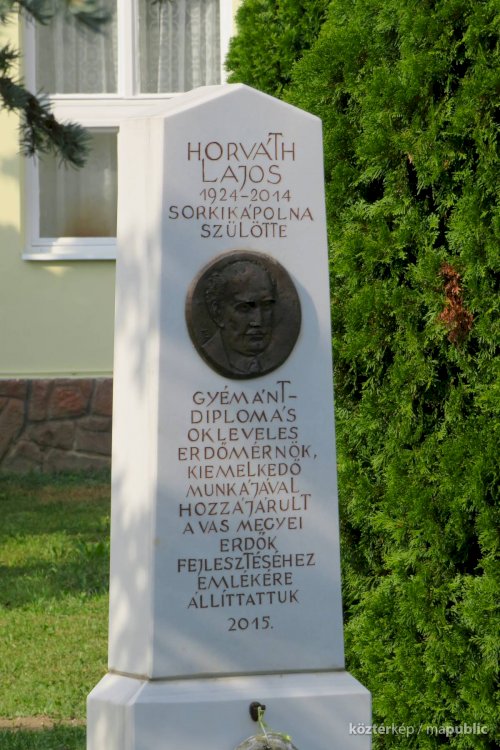 HORVÁTH
LAJOS
1924-2014
SORKIKÁPOLNA
SZÜLÖTTE
GYÉMÁNT-
DIPLOMÁS
OKLEVELES
ERDŐMÉRNÖK,
KIEMELKEDŐ
MUNKÁJÁVAL
HOZZÁJÁRULT
A VAS MEGYEI
ERDŐK
FEJLESZTÉSÉHEZ
EMLÉKÉRE
ÁLLÍTTATTUK
2015.
köztérkép / mapublic